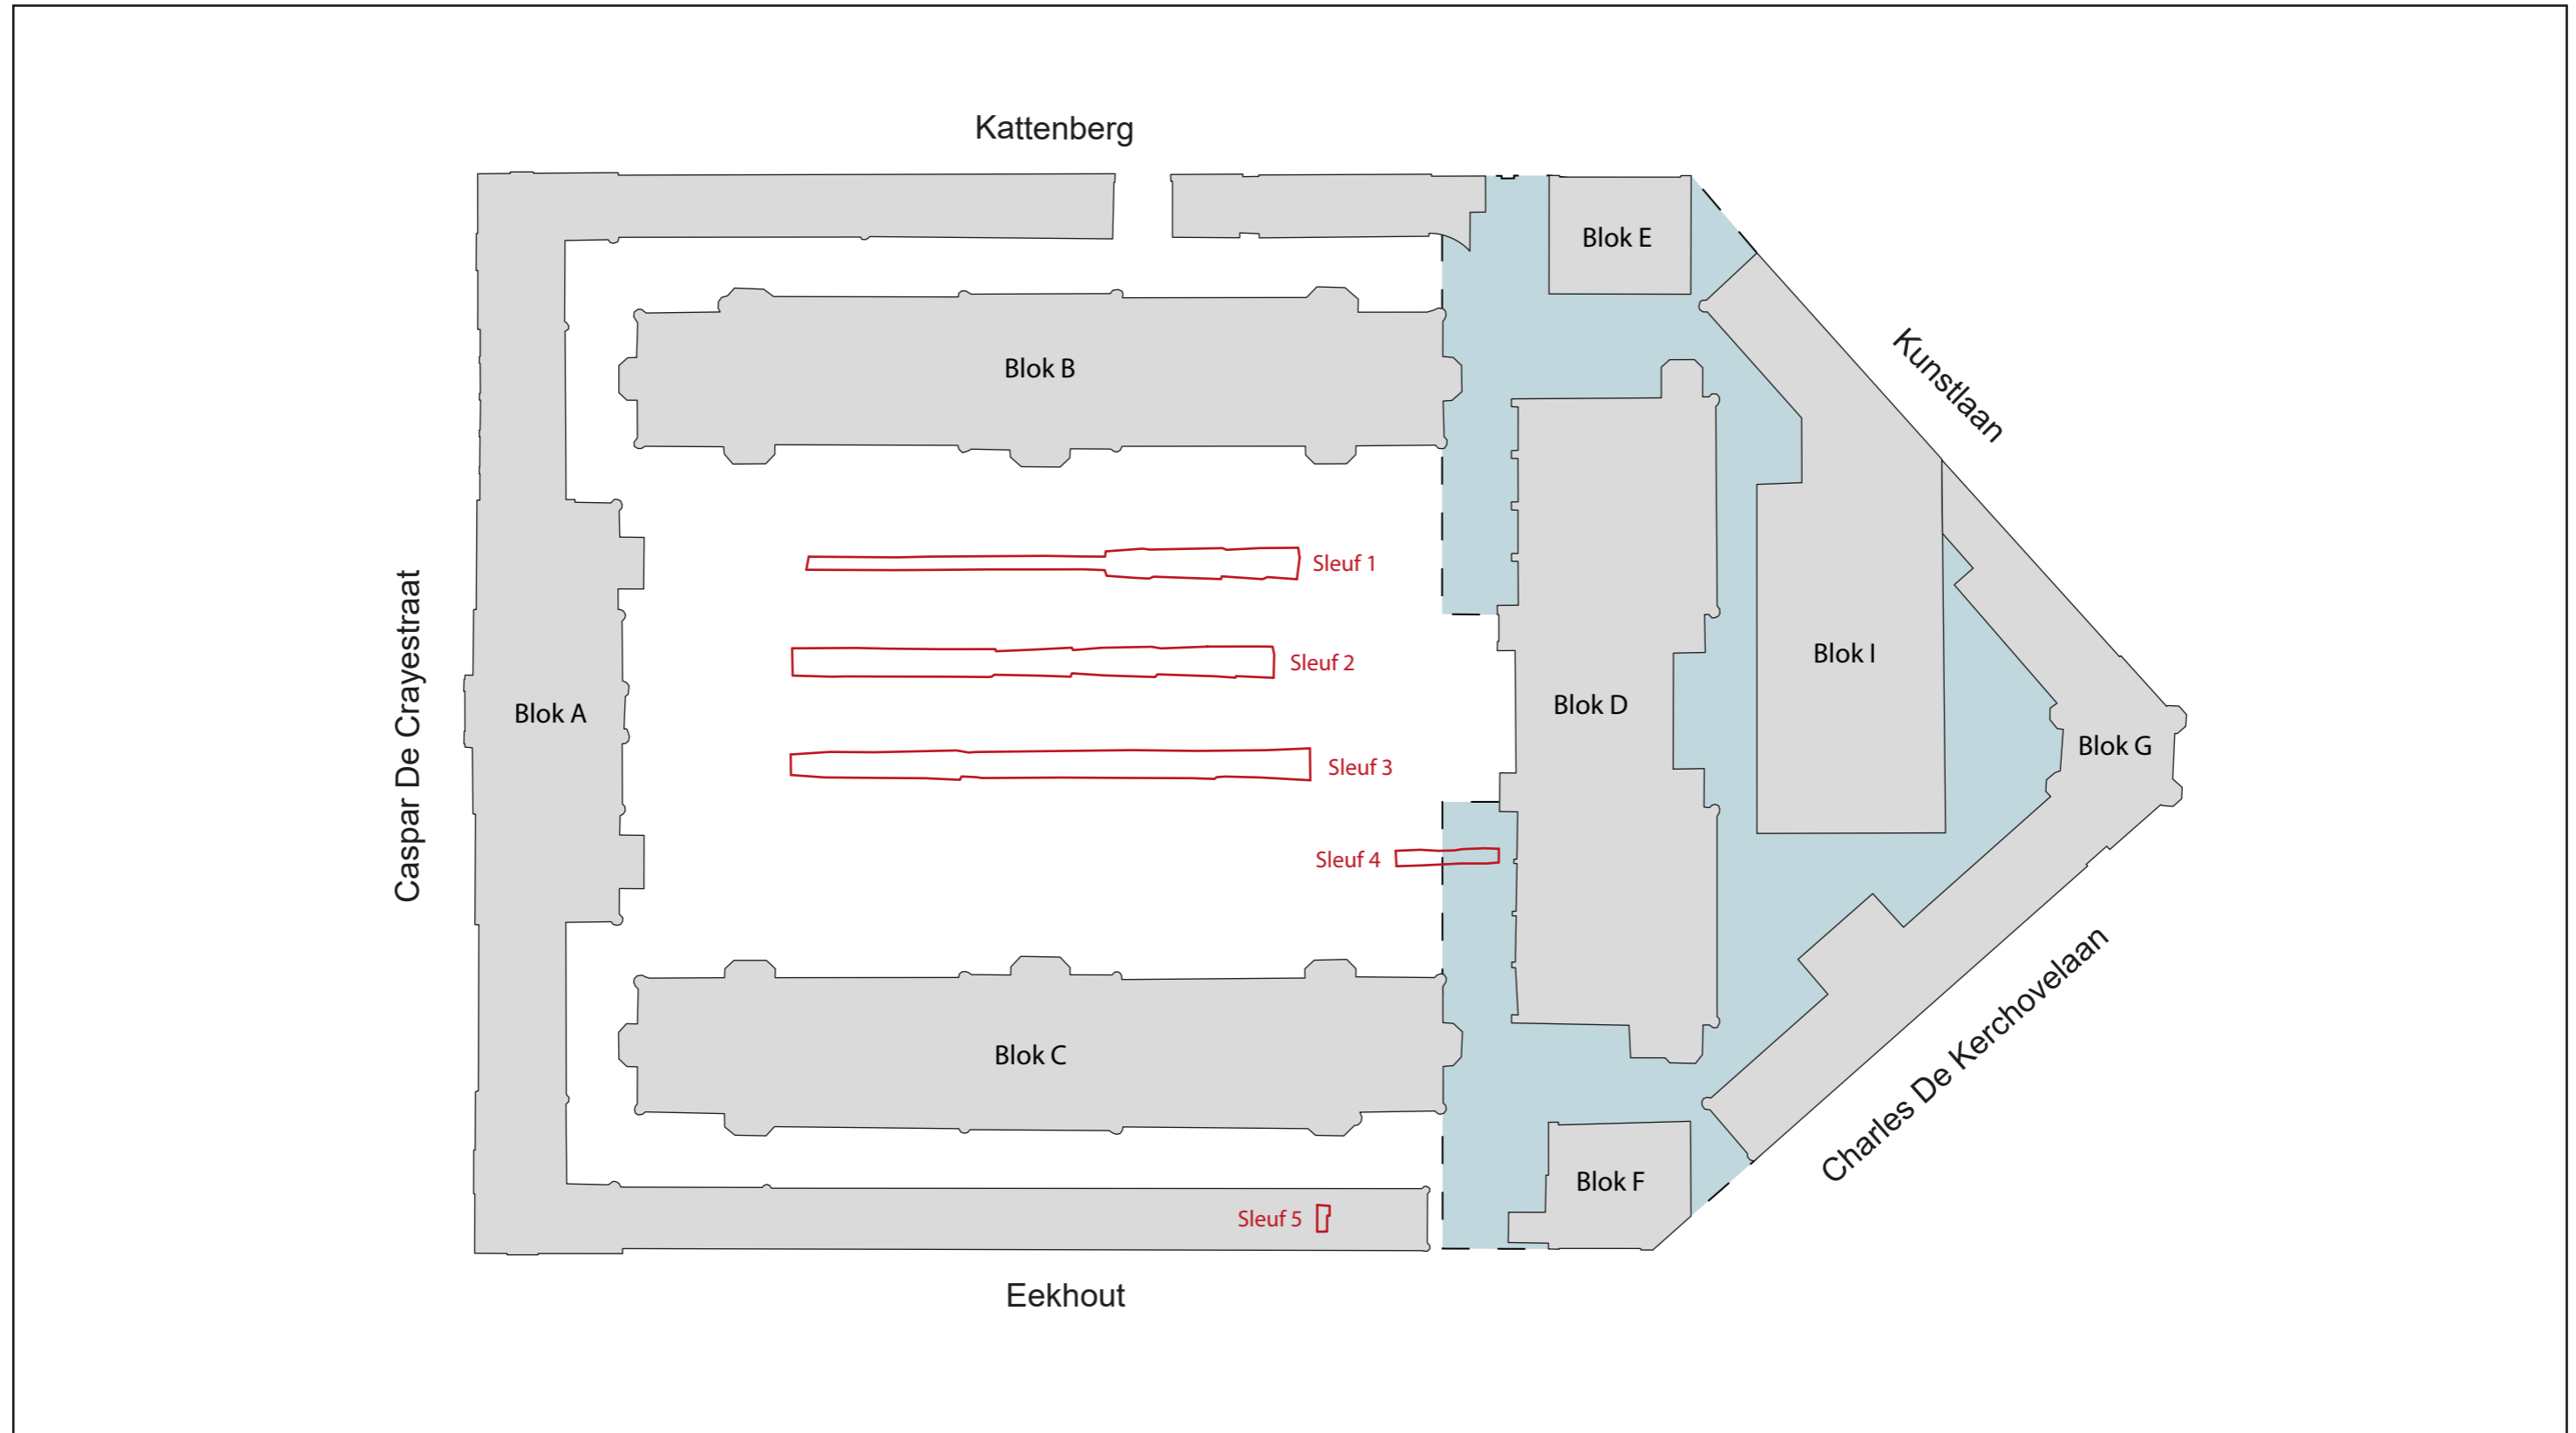 Kattenberg
Blok E
Kunstlaan
Blok B
Sleuf 1
Sleuf 2
Blok I
Blok D
Blok A
Caspar De Crayestraat
Blok G
Sleuf 3
Sleuf 4
Blok C
Charles De Kerchovelaan
Blok F
Sleuf 5
Eekhout